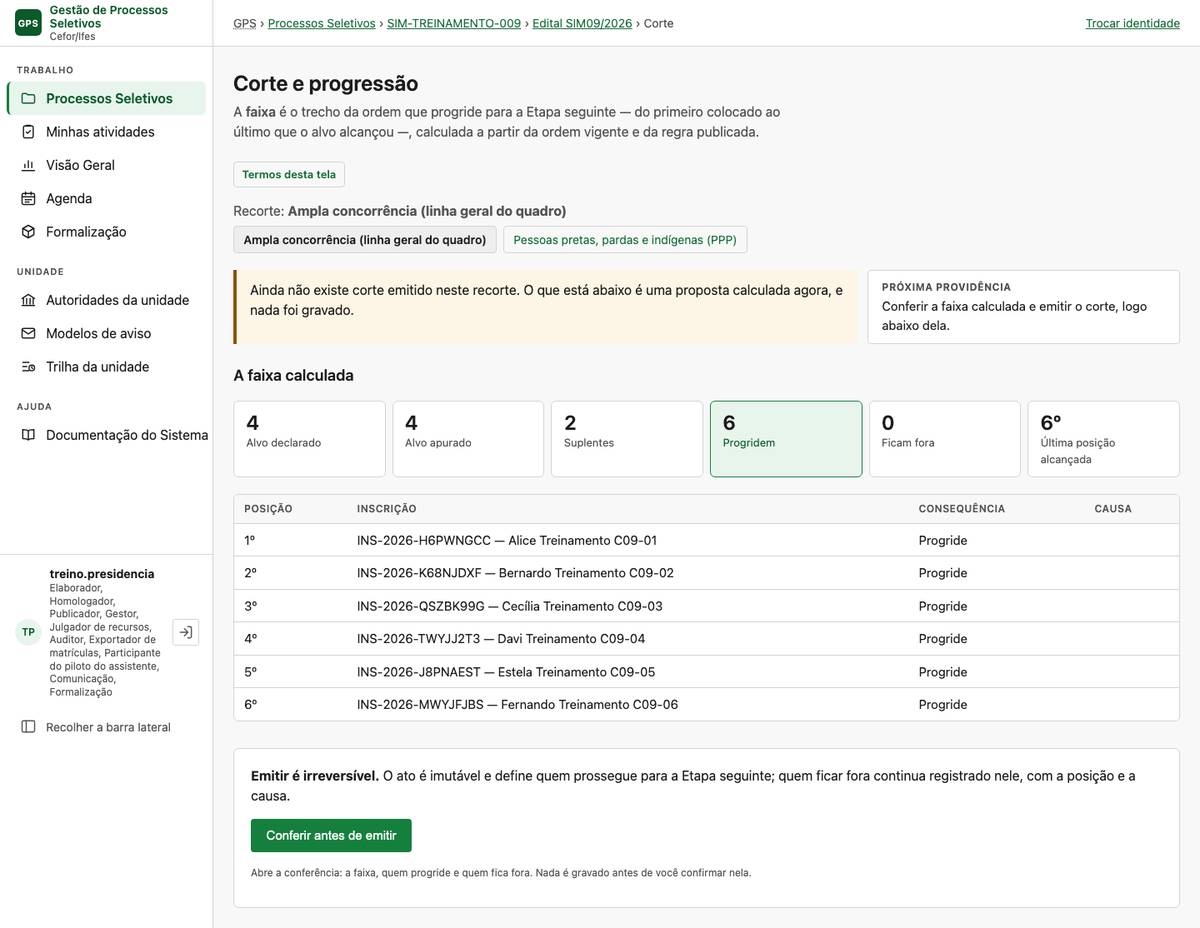 GPS
Gestão de Processos
Seletivos
Cefor/Ifes
GPS › Processos Seletivos › SIM-TREINAMENTO-009 › Edital SIM09/2026 › Corte
Trocar identidade
TRABALHO
Processos Seletivos
Minhas atividades
Visão Geral
Agenda
Formalização
UNIDADE
Autoridades da unidade
Modelos de aviso
Trilha da unidade
AJUDA
Documentação do Sistema
TP
treino.presidencia
Elaborador,
Homologador,
Publicador, Gestor,
Julgador de recursos,
Auditor, Exportador de
matrículas, Participante
do piloto do assistente,
Comunicação,
Formalização
Recolher a barra lateral
Corte e progressão
A faixa é o trecho da ordem que progride para a Etapa seguinte — do primeiro colocado ao
último que o alvo alcançou —, calculada a partir da ordem vigente e da regra publicada.
Termos desta tela
Recorte: Ampla concorrência (linha geral do quadro)
Ampla concorrência (linha geral do quadro)
Pessoas pretas, pardas e indígenas (PPP)
Ainda não existe corte emitido neste recorte. O que está abaixo é uma proposta calculada agora, e
nada foi gravado.
PRÓXIMA PROVIDÊNCIA
Conferir a faixa calculada e emitir o corte, logo
abaixo dela.
A faixa calculada
4
Alvo declarado
4
Alvo apurado
2
Suplentes
6
Progridem
0
Ficam fora
6º
Última posição
alcançada
POSIÇÃO INSCRIÇÃO CONSEQUÊNCIA CAUSA
1º INS-2026-H6PWNGCC — Alice Treinamento C09-01 Progride
2º INS-2026-K68NJDXF — Bernardo Treinamento C09-02 Progride
3º INS-2026-QSZBK99G — Cecília Treinamento C09-03 Progride
4º INS-2026-TWYJJ2T3 — Davi Treinamento C09-04 Progride
5º INS-2026-J8PNAEST — Estela Treinamento C09-05 Progride
6º INS-2026-MWYJFJBS — Fernando Treinamento C09-06 Progride
Emitir é irreversível. O ato é imutável e define quem prossegue para a Etapa seguinte; quem ficar fora continua registrado nele, com a posição e a
causa.
Conferir antes de emitir
Abre a conferência: a faixa, quem progride e quem fica fora. Nada é gravado antes de você confirmar nela.